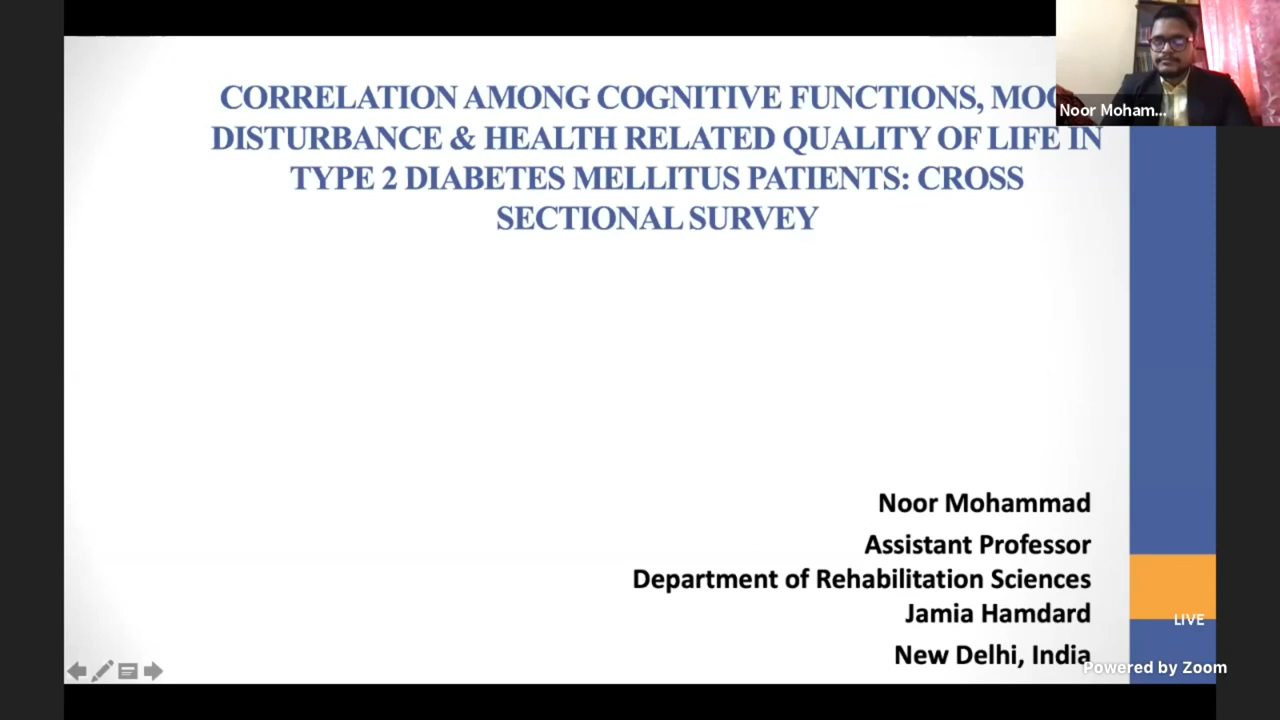 CORRELATION AMONG COGNITIVE FUNCTIONS,
DISTURBANCE & HEALTH RELATED QUALITY OF LIFE IN
TYPE 2 DIABETES MELLITUS PATIENTS: CROSS
SECTIONAL SURVEY
Noor Moham...
Noor Mohammad
Assistant Professor
Department of Rehabilitation Sciences
Jamia Hamdard
New Delhi, India
LIVE
Powered by Zoom